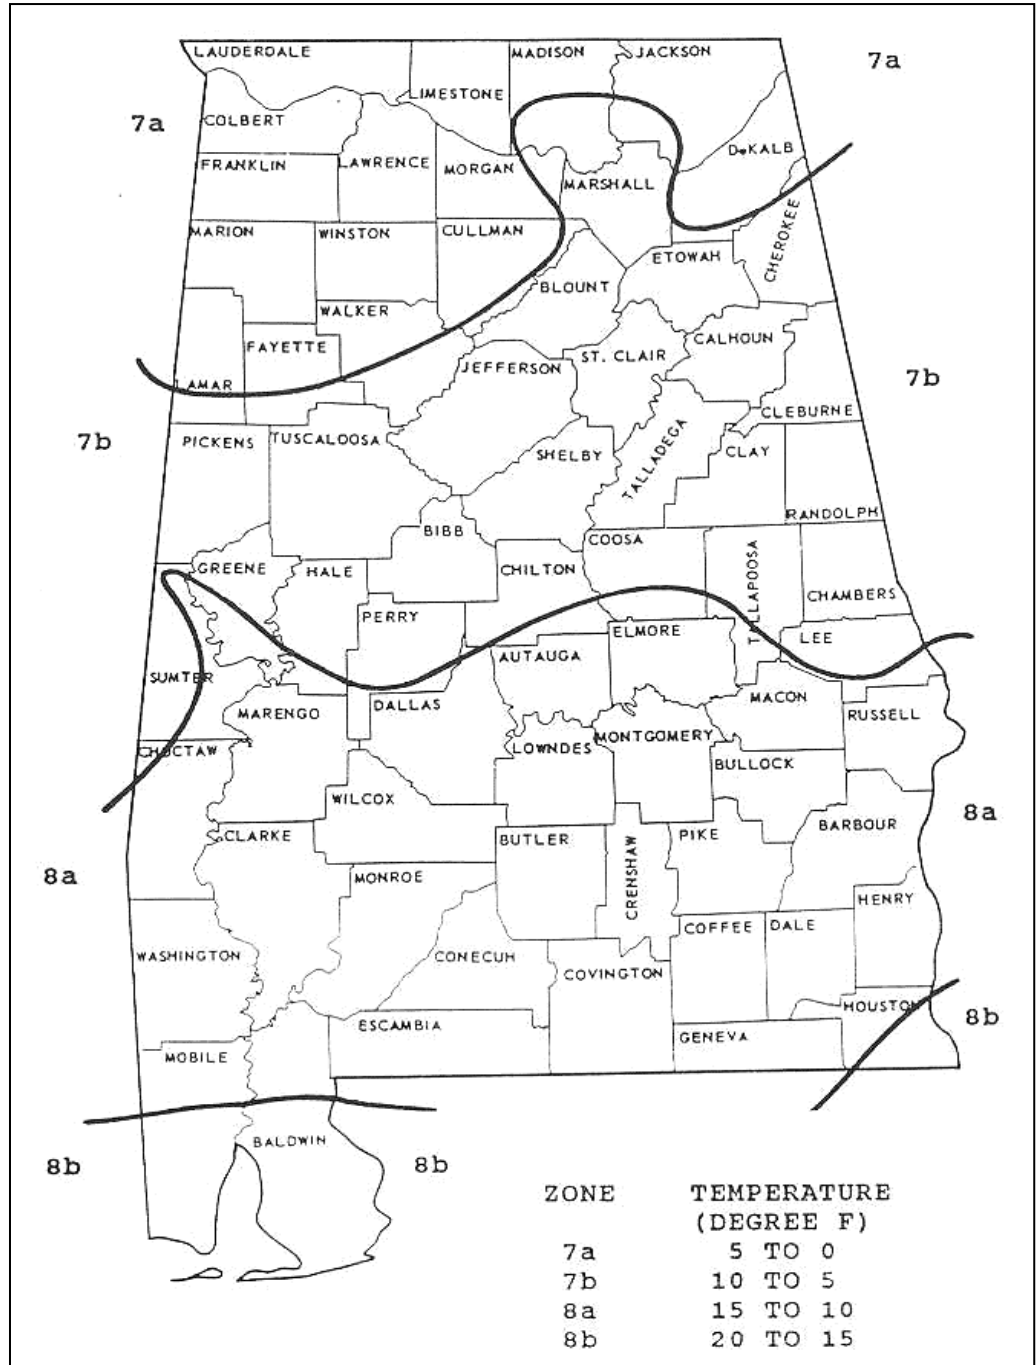 LAUDERDALE
MADISON
JACKSON
7a
LIMESTONE
7a
COLBERT
DeKALB
FRANKLIN
LAWRENCE
MORGAN
MARSHALL
MARION
WINSTON
CULLMAN
ETOWAH
CHEROKEE
BLOUNT
WALKER
FAYETTE
CALHOUN
ST. CLAIR
JEFFERSON
LAMAR
7b
CLEBURNE
7b
PICKENS
TUSCALOOSA
SHELBY
TALLADEGA
CLAY
RANDOLPH
BIBB
COOSA
GREENE
HALE
CHILTON
TALLAPOOSA
CHAMBERS
PERRY
ELMORE
LEE
AUTAUGA
SUMTER
MACON
DALLAS
MARENGO
RUSSELL
MONTGOMERY
CHOCTAW
LOWNDES
BULLOCK
WILCOX
8a
BARBOUR
CLARKE
BUTLER
PIKE
8a
MONROE
CRENSHAW
HENRY
COFFEE
DALE
WASHINGTON
CONECUH
COVINGTON
HOUSTON
8b
ESCAMBIA
GENEVA
MOBILE
BALDWIN
8b
8b
ZONE TEMPERATURE
(DEGREE F)
7a 5 TO 0
7b 10 TO 5
8a 15 TO 10
8b 20 TO 15